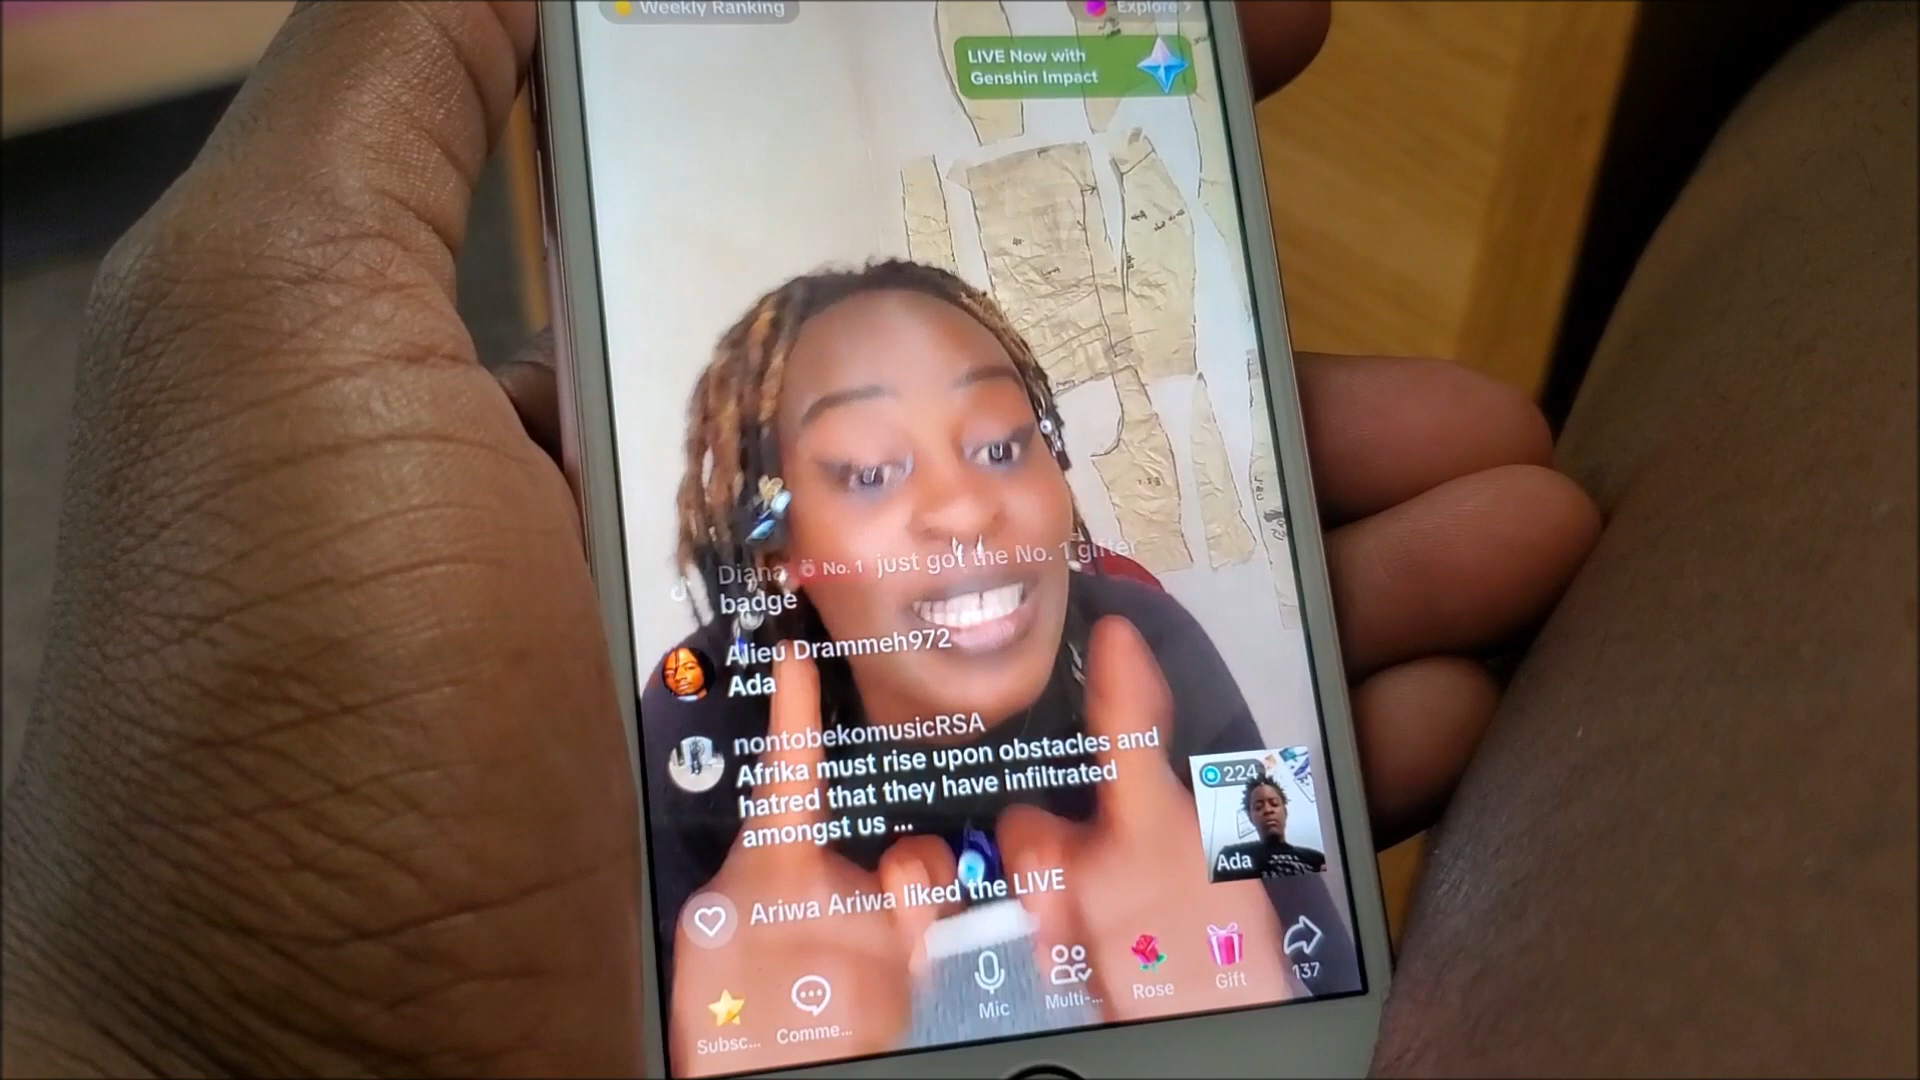 Weekly Ranking
Explore >
LIVE Now with
Genshin Impact
Diana No. 1 just got the No. 1 gifter
badge
Alieu Drammeh972
Ada
nontobekomusicRSA
Afrika must rise upon obstacles and
hatred that they have infiltrated
amongst us ...
224
Ada
Ariwa Ariwa liked the LIVE
Subsc...
Comme...
Mic
Multi-...
Rose
Gift
137